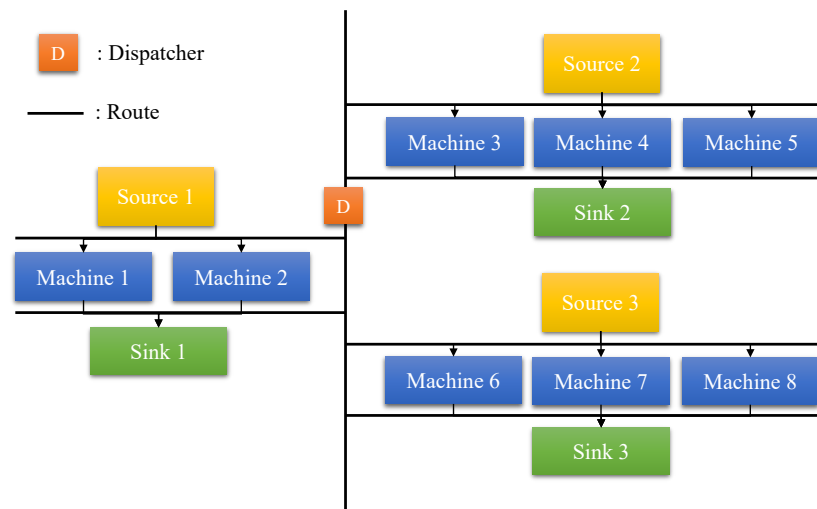 D : Dispatcher
: Route
Source 1
Machine 1 Machine 2
Sink 1
D
Source 2
Machine 3 Machine 4 Machine 5
Sink 2
Source 3
Machine 6 Machine 7 Machine 8
Sink 3